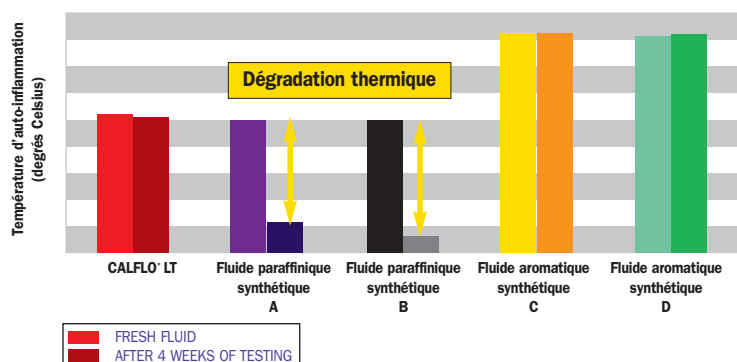 Température d'auto-inflammation
(degrés Celsius)
Dégradation thermique
CALFLO* LT
Fluide paraffinique
synthétique
A
Fluide paraffinique
synthétique
B
Fluide aromatique
synthétique
C
Fluide aromatique
synthétique
D
FRESH FLUID
AFTER 4 WEEKS OF TESTING